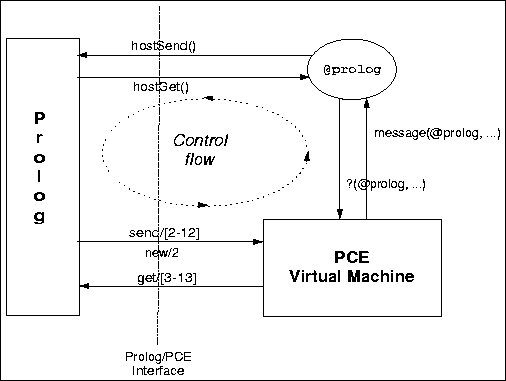 hostSend()
@prolog
hostGet()
Prolog
Control
flow
message(@prolog, ...)
?(@prolog, ...)
send/[2-12]
new/2
PCE
Virtual Machine
get/[3-13]
Prolog/PCE
Interface